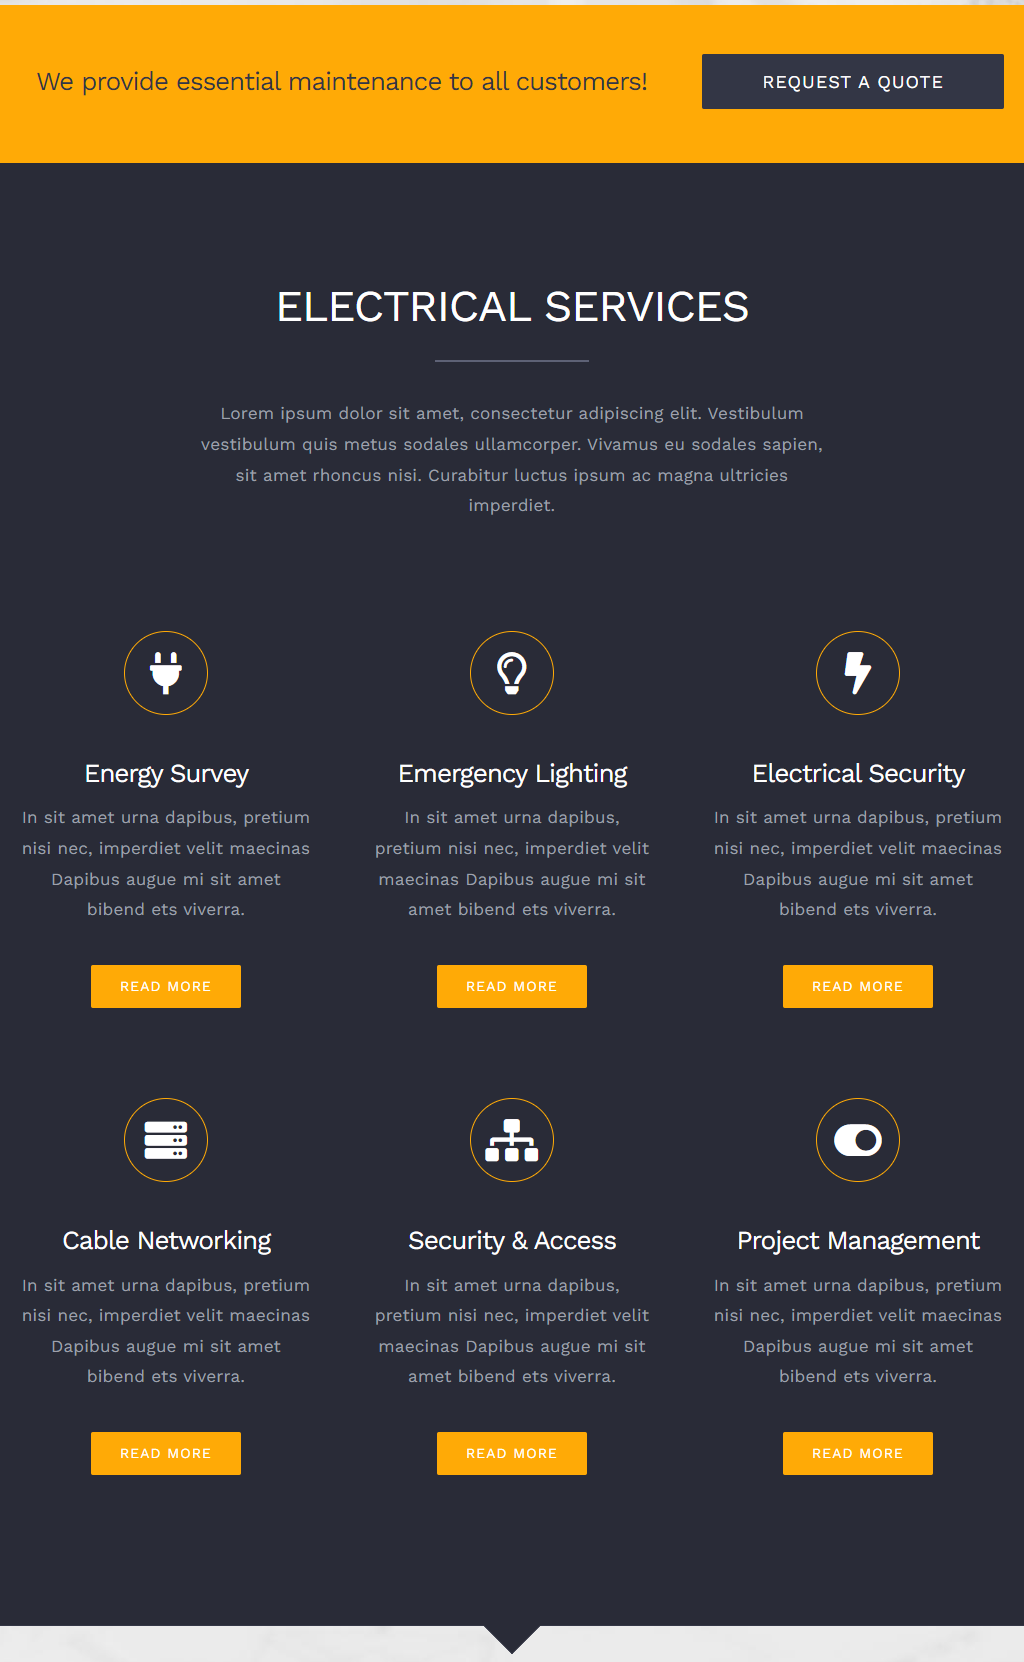 We provide essential maintenance to all customers!
REQUEST A QUOTE
ELECTRICAL SERVICES
Lorem ipsum dolor sit amet, consectetur adipiscing elit. Vestibulum
vestibulum quis metus sodales ullamcorper. Vivamus eu sodales sapien,
sit amet rhoncus nisi. Curabitur luctus ipsum ac magna ultricies
imperdiet.
Energy Survey
In sit amet urna dapibus, pretium
nisi nec, imperdiet velit maecinas
Dapibus augue mi sit amet
bibend ets viverra.
READ MORE
Emergency Lighting
In sit amet urna dapibus,
pretium nisi nec, imperdiet velit
maecinas Dapibus augue mi sit
amet bibend ets viverra.
READ MORE
Electrical Security
In sit amet urna dapibus, pretium
nisi nec, imperdiet velit maecinas
Dapibus augue mi sit amet
bibend ets viverra.
READ MORE
Cable Networking
In sit amet urna dapibus, pretium
nisi nec, imperdiet velit maecinas
Dapibus augue mi sit amet
bibend ets viverra.
READ MORE
Security & Access
In sit amet urna dapibus,
pretium nisi nec, imperdiet velit
maecinas Dapibus augue mi sit
amet bibend ets viverra.
READ MORE
Project Management
In sit amet urna dapibus, pretium
nisi nec, imperdiet velit maecinas
Dapibus augue mi sit amet
bibend ets viverra.
READ MORE